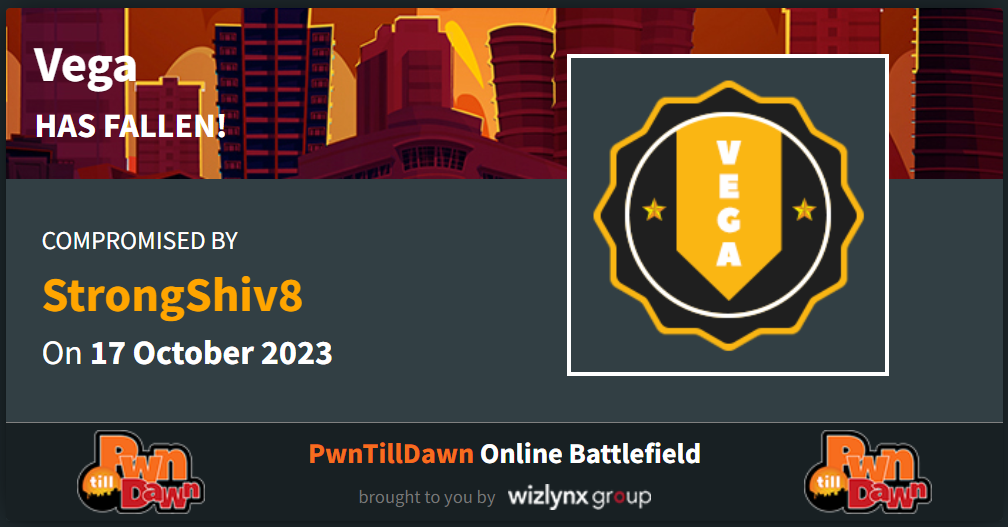 Vega
HAS FALLEN!
VEGA
COMPROMISED BY
StrongShiv8
On 17 October 2023
Pwn
till
Dawn
PwnTillDawn Online Battlefield
brought to you by wizlynx group
Pwn
till
Dawn